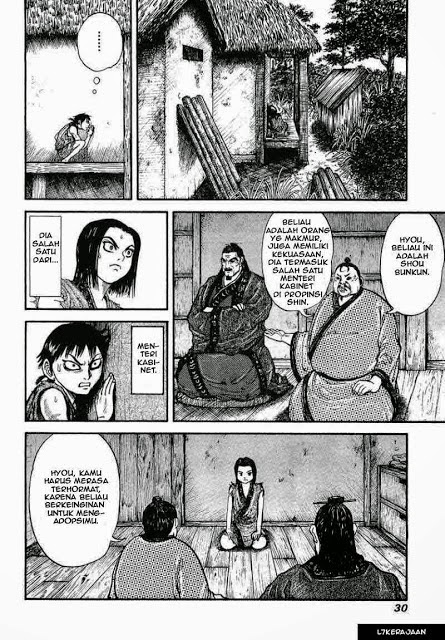 ......
HYOU,
BELIAU INI
ADALAH
SHOU
BUNKUN.
BELIAU
ADALAH ORANG
YG MAKMUR,
JUGA MEMILIKI
KEKUASAAN,
DIA TERMASUK
SALAH SATU
MENTERI
KABINET
DI PROPINSI
SHIN.
DIA
SALAH
SATU
DARI...
MEN-
TERI
KABI-
NET.
HYOU, KAMU
HARUS MERASA
TERHORMAT,
KARENA BELIAU
BERKEINGINAN
UNTUK MENG-
ADOPSIMU.
30
L7KERAJAAN